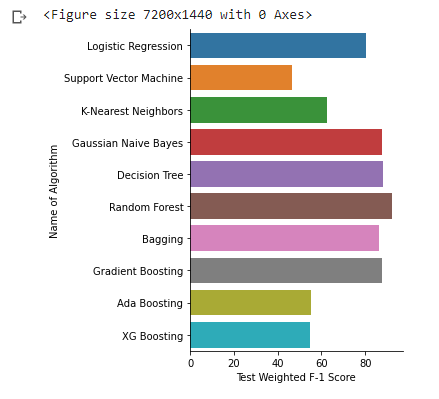 <Figure size 7200x1440 with 0 Axes>
Logistic Regression
Support Vector Machine
K-Nearest Neighbors
Gaussian Naive Bayes
Decision Tree
Random Forest
Bagging
Gradient Boosting
Ada Boosting
XG Boosting
Name of Algorithm
0 20 40 60 80
Test Weighted F-1 Score